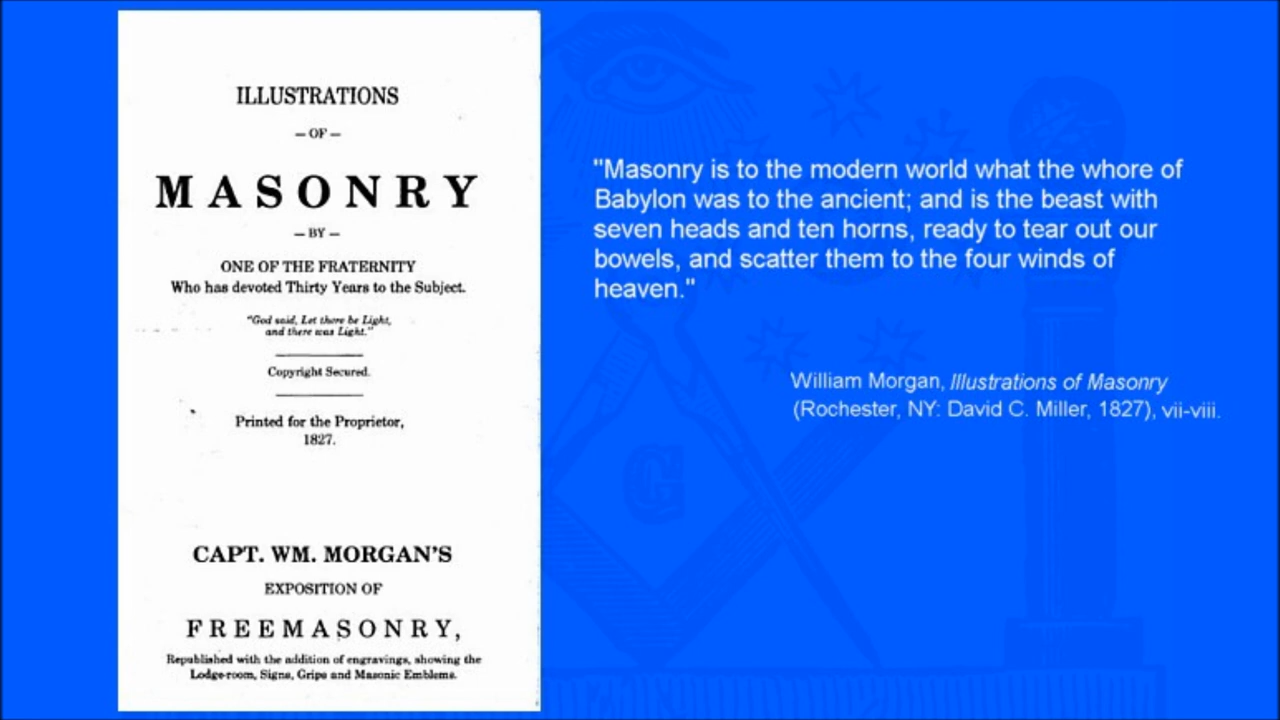 ILLUSTRATIONS
— OF —
MASONRY
— BY —
ONE OF THE FRATERNITY
Who has devoted Thirty Years to the Subject.
"God said, Let there be Light,
and there was Light."
Copyright Secured.
Printed for the Proprietor,
1827.
CAPT. WM. MORGAN'S
EXPOSITION OF
FREEMASONRY,
Republished with the addition of engravings, showing the
Lodge-room, Signs, Grips and Masonic Emblems.
"Masonry is to the modern world what the whore of
Babylon was to the ancient; and is the beast with
seven heads and ten horns, ready to tear out our
bowels, and scatter them to the four winds of
heaven."
William Morgan, Illustrations of Masonry
(Rochester, NY: David C. Miller, 1827), vii-viii.
G